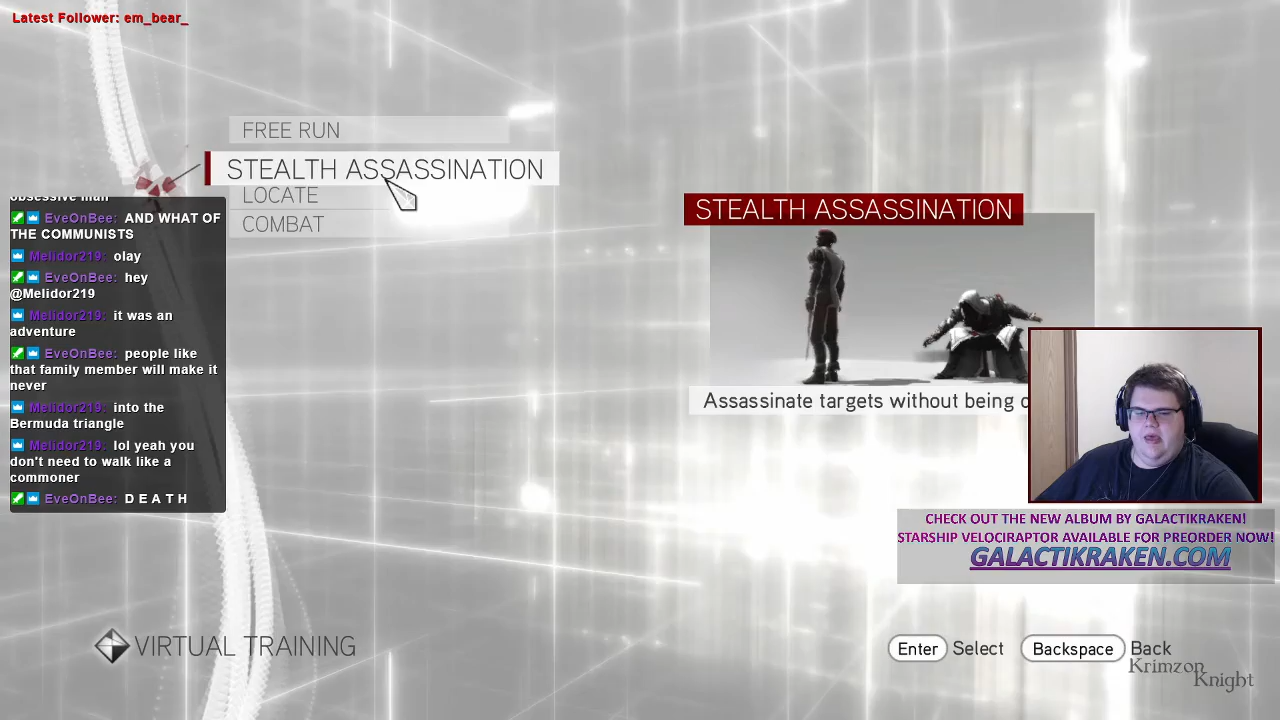 Latest Follower: em_bear_
FREE RUN
STEALTH ASSASSINATION
LOCATE
COMBAT
obsessive man
EveOnBee: AND WHAT OF
THE COMMUNISTS
Melidor219: olay
EveOnBee: hey
@Melidor219
Melidor219: it was an
adventure
EveOnBee: people like
that family member will make it
never
Melidor219: into the
Bermuda triangle
Melidor219: lol yeah you
don't need to walk like a
commoner
EveOnBee: D E A T H
STEALTH ASSASSINATION
Assassinate targets without being
CHECK OUT THE NEW ALBUM BY GALACTIKRAKEN!
STARSHIP VELOCIRAPTOR AVAILABLE FOR PREORDER NOW!
GALACTIKRAKEN.COM
VIRTUAL TRAINING
Enter Select Backspace Back
Krimzon
Knight